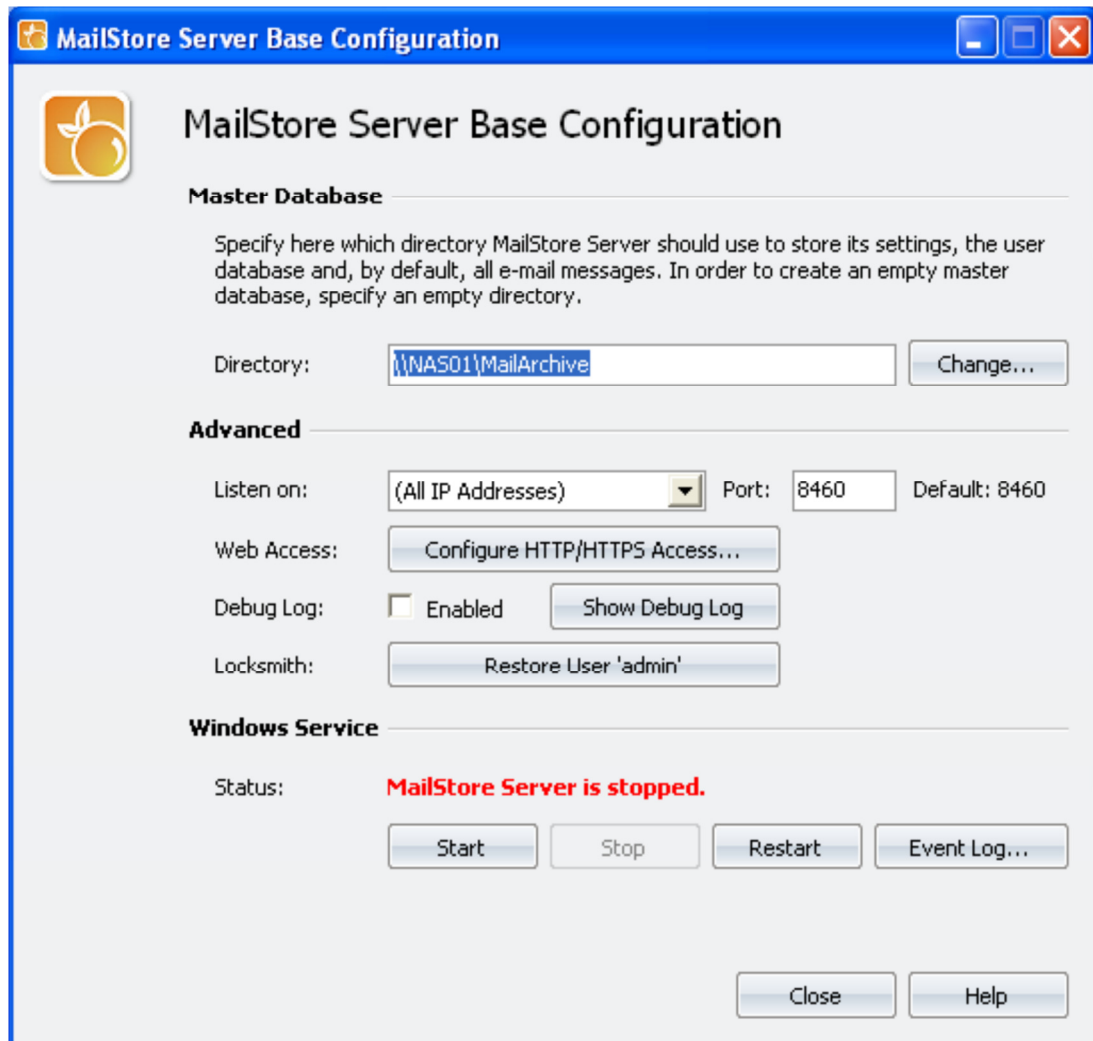 MailStore Server Base Configuration
MailStore Server Base Configuration
Master Database
Specify here which directory MailStore Server should use to store its settings, the user
database and, by default, all e-mail messages. In order to create an empty master
database, specify an empty directory.
Directory: \\NAS01\MailArchive Change...
Advanced
Listen on: (All IP Addresses) Port: 8460 Default: 8460
Web Access: Configure HTTP/HTTPS Access...
Debug Log: Enabled Show Debug Log
Locksmith: Restore User 'admin'
Windows Service
Status: MailStore Server is stopped.
Start Stop Restart Event Log...
Close Help